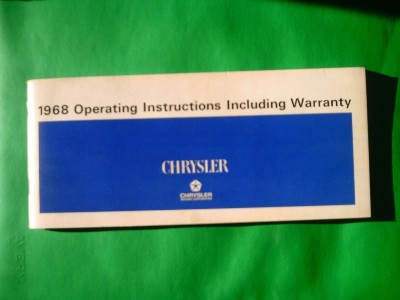 1968 Operating Instructions Including Warranty
CHRYSLER
CHRYSLER